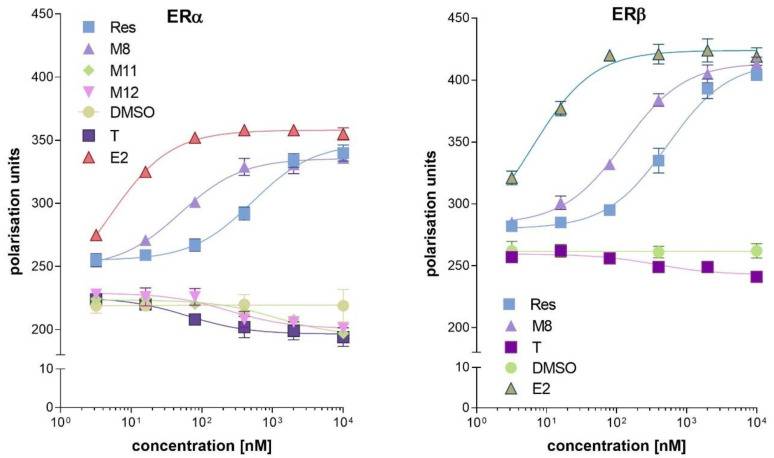 ERα
450
400
350
300
250
200
10
0
polarisation units
Res
M8
M11
M12
DMSO
T
E2
10⁰ 10¹ 10² 10³ 10⁴
concentration [nM]
ERβ
450
400
350
300
250
200
10
0
polarisation units
Res
M8
T
DMSO
E2
10⁰ 10¹ 10² 10³ 10⁴
concentration [nM]